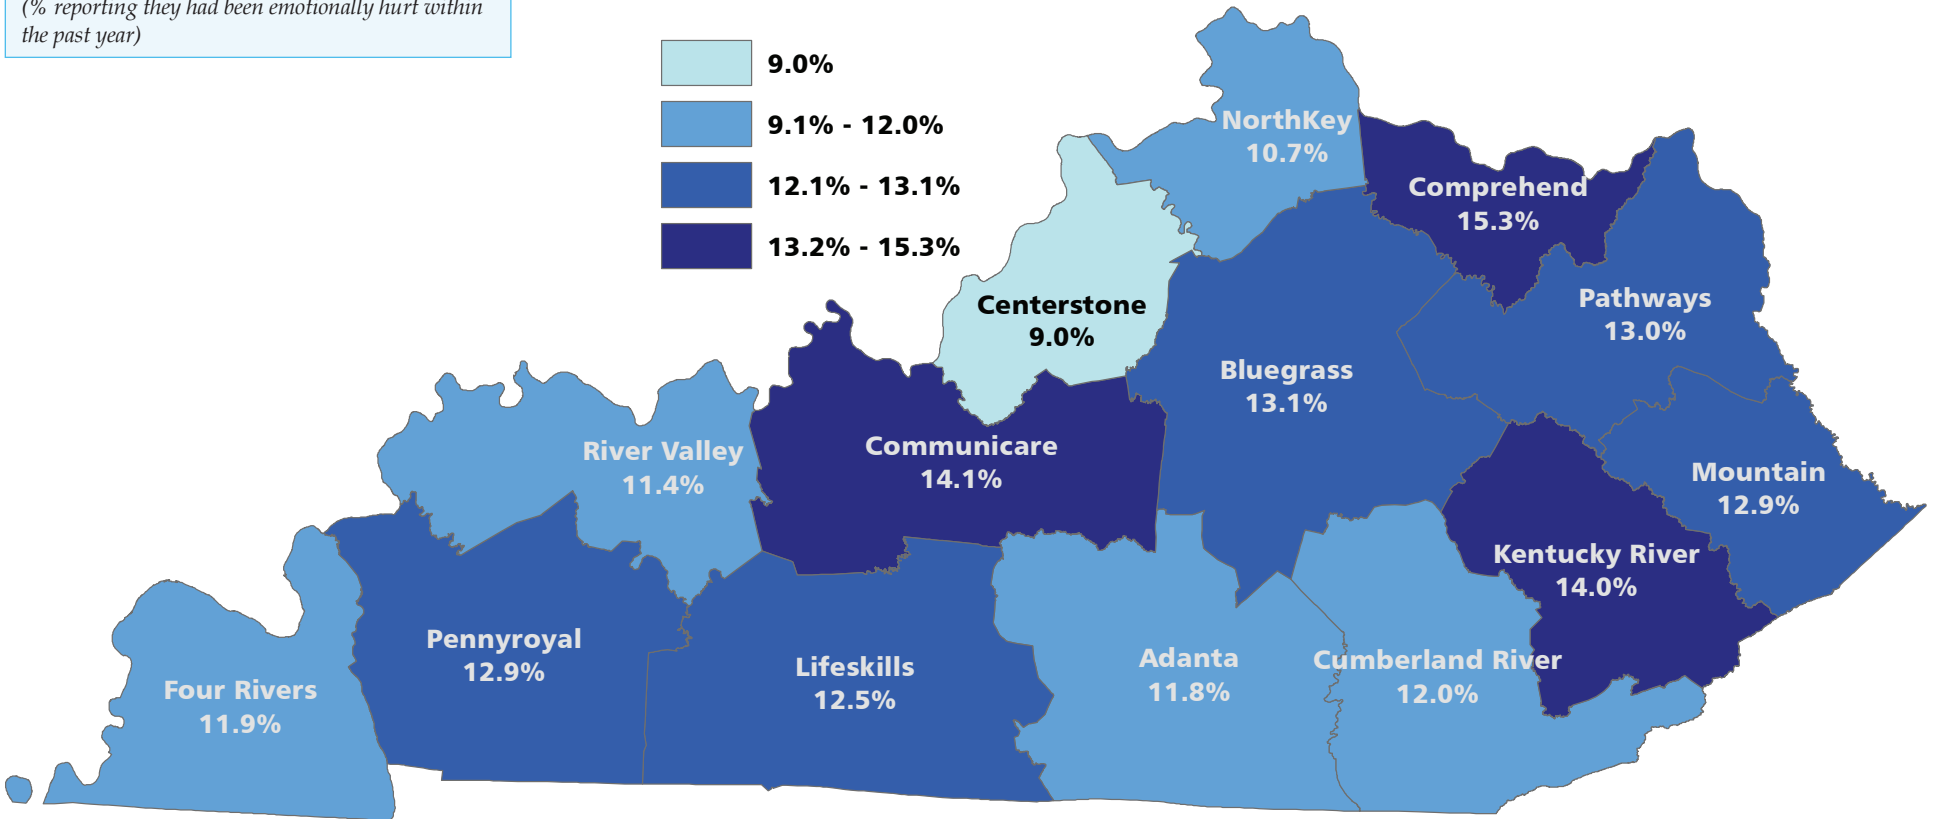 (% reporting they had been emotionally hurt within
the past year)
9.0%
9.1% - 12.0%
12.1% - 13.1%
13.2% - 15.3%
NorthKey
10.7%
Comprehend
15.3%
Centerstone
9.0%
Pathways
13.0%
Bluegrass
13.1%
River Valley
11.4%
Communicare
14.1%
Mountain
12.9%
Kentucky River
14.0%
Pennyroyal
12.9%
Lifeskills
12.5%
Adanta
11.8%
Cumberland River
12.0%
Four Rivers
11.9%